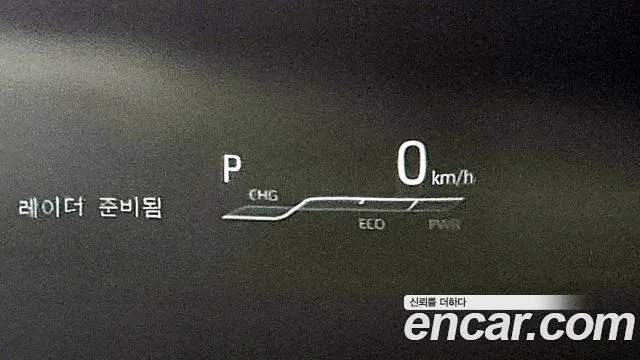 P
0 km/h
CHG
레이더 준비됨
ECO PWR
신뢰를 더하다
encar.com